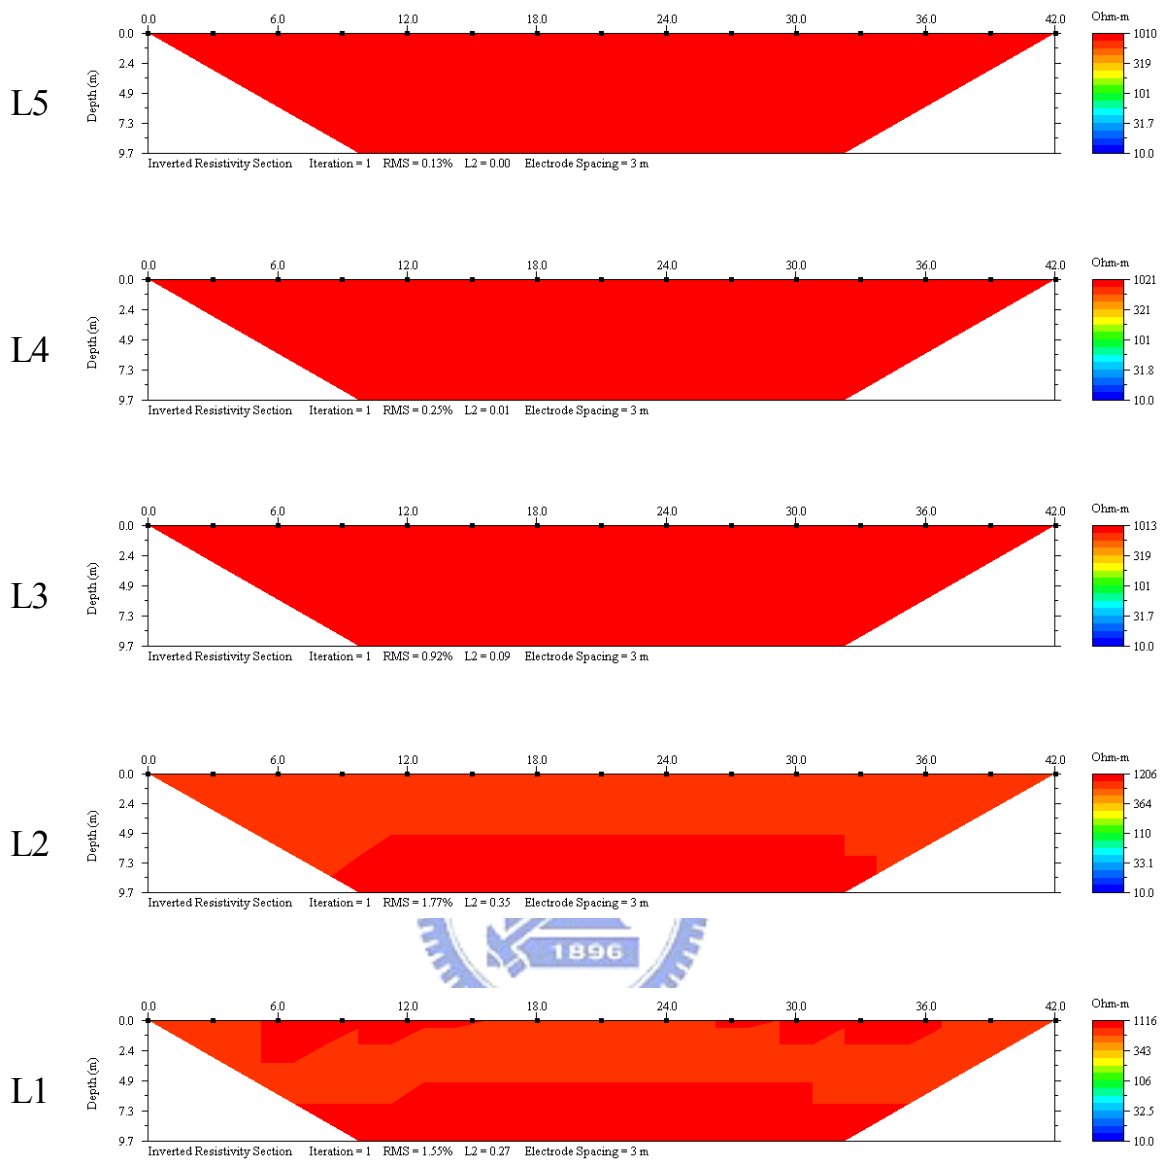 0.0 6.0 12.0 18.0 24.0 30.0 36.0 42.0 Ohm-m
0.0
2.4
4.9
7.3
9.7
Depth (m)
L5
1010
319
101
31.7
10.0
Inverted Resistivity Section Iteration = 1 RMS = 0.13% L2 = 0.00 Electrode Spacing = 3 m
0.0 6.0 12.0 18.0 24.0 30.0 36.0 42.0 Ohm-m
0.0
2.4
4.9
7.3
9.7
Depth (m)
L4
1021
321
101
31.8
10.0
Inverted Resistivity Section Iteration = 1 RMS = 0.25% L2 = 0.01 Electrode Spacing = 3 m
0.0 6.0 12.0 18.0 24.0 30.0 36.0 42.0 Ohm-m
0.0
2.4
4.9
7.3
9.7
Depth (m)
L3
1013
319
101
31.7
10.0
Inverted Resistivity Section Iteration = 1 RMS = 0.92% L2 = 0.09 Electrode Spacing = 3 m
0.0 6.0 12.0 18.0 24.0 30.0 36.0 42.0 Ohm-m
0.0
2.4
4.9
7.3
9.7
Depth (m)
L2
1206
364
110
33.1
10.0
Inverted Resistivity Section Iteration = 1 RMS = 1.77% L2 = 0.35 Electrode Spacing = 3 m
1896
0.0 6.0 12.0 18.0 24.0 30.0 36.0 42.0 Ohm-m
0.0
2.4
4.9
7.3
9.7
Depth (m)
L1
1116
343
106
32.5
10.0
Inverted Resistivity Section Iteration = 1 RMS = 1.55% L2 = 0.27 Electrode Spacing = 3 m